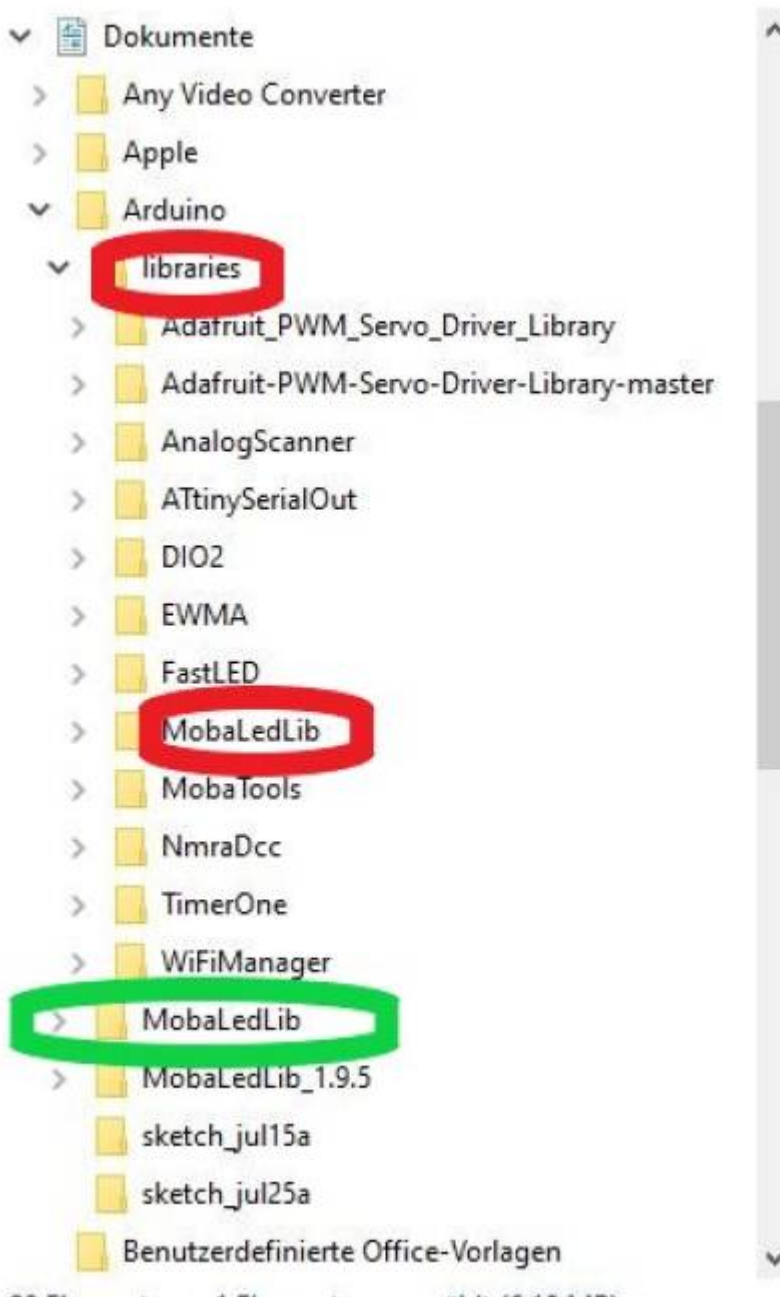 Dokumente
Any Video Converter
Apple
Arduino
libraries
Adafruit_PWM_Servo_Driver_Library
Adafruit-PWM-Servo-Driver-Library-master
AnalogScanner
ATtinySerialOut
DIO2
EWMA
FastLED
MobaLedLib
MobaTools
NmraDcc
TimerOne
WiFiManager
MobaLedLib
MobaLedLib_1.9.5
sketch_jul15a
sketch_jul25a
Benutzerdefinierte Office-Vorlagen